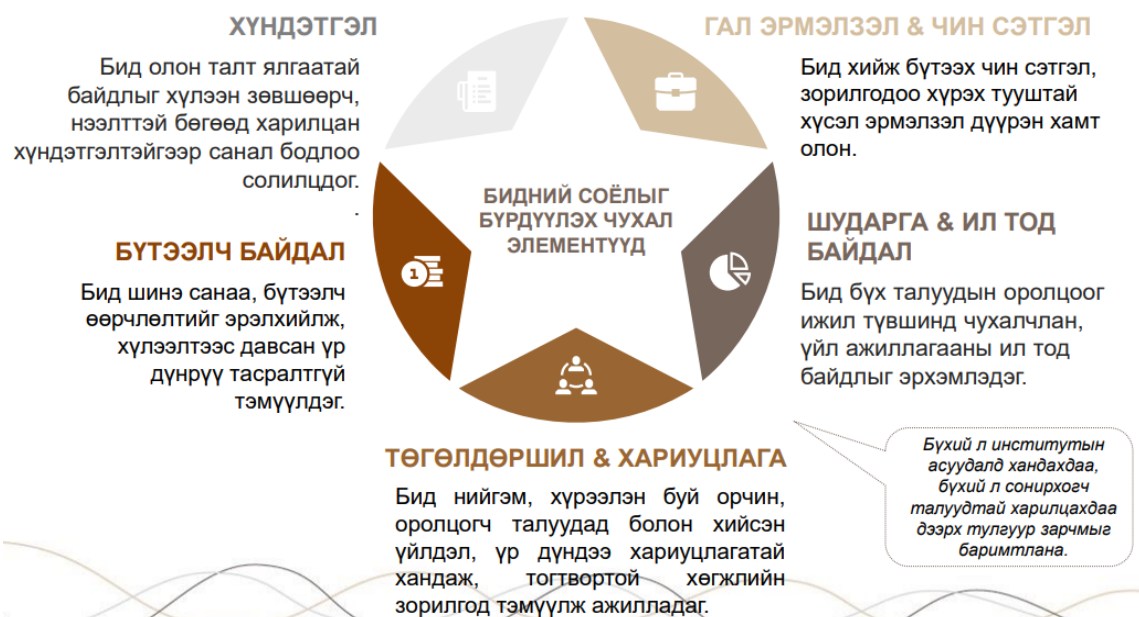 ХҮНДЭТГЭЛ
Бид олон талт ялгаатай
байдлыг хүлээн зөвшөөрч,
нээлттэй бөгөөд харилцан
хүндэтгэлтэйгээр санал бодлоо
солилцдог.
.
ГАЛ ЭРМЭЛЗЭЛ & ЧИН СЭТГЭЛ
Бид хийж бүтээх чин сэтгэл,
зорилгодоо хүрэх тууштай
хүсэл эрмэлзэл дүүрэн хамт
олон.
БИДНИЙ СОЁЛЫГ
БҮРДҮҮЛЭХ ЧУХАЛ
ЭЛЕМЕНТҮҮД
БҮТЭЭЛЧ БАЙДАЛ
Бид шинэ санаа, бүтээлч
өөрчлөлтийг эрэлхийлж,
хүлээлтээс давсан үр
дүнрүү тасралтгүй
тэмүүлдэг.
1
ШУДАРГА & ИЛ ТОД
БАЙДАЛ
Бид бүх талуудын оролцоог
ижил түвшинд чухалчлан,
үйл ажиллагааны ил тод
байдлыг эрхэмлэдэг.
ТӨГӨЛДӨРШИЛ & ХАРИУЦЛАГА
Бид нийгэм, хүрээлэн буй орчин,
оролцогч талуудад болон хийсэн
үйлдэл, үр дүндээ хариуцлагатай
хандаж, тогтвортой хөгжлийн
зорилгод тэмүүлж ажилладаг.
Бүхий л институтын
асуудалд хандахдаа,
бүхий л сонирхогч
талуудтай харилцахдаа
дээрх тулгуур зарчмыг
баримтлана.